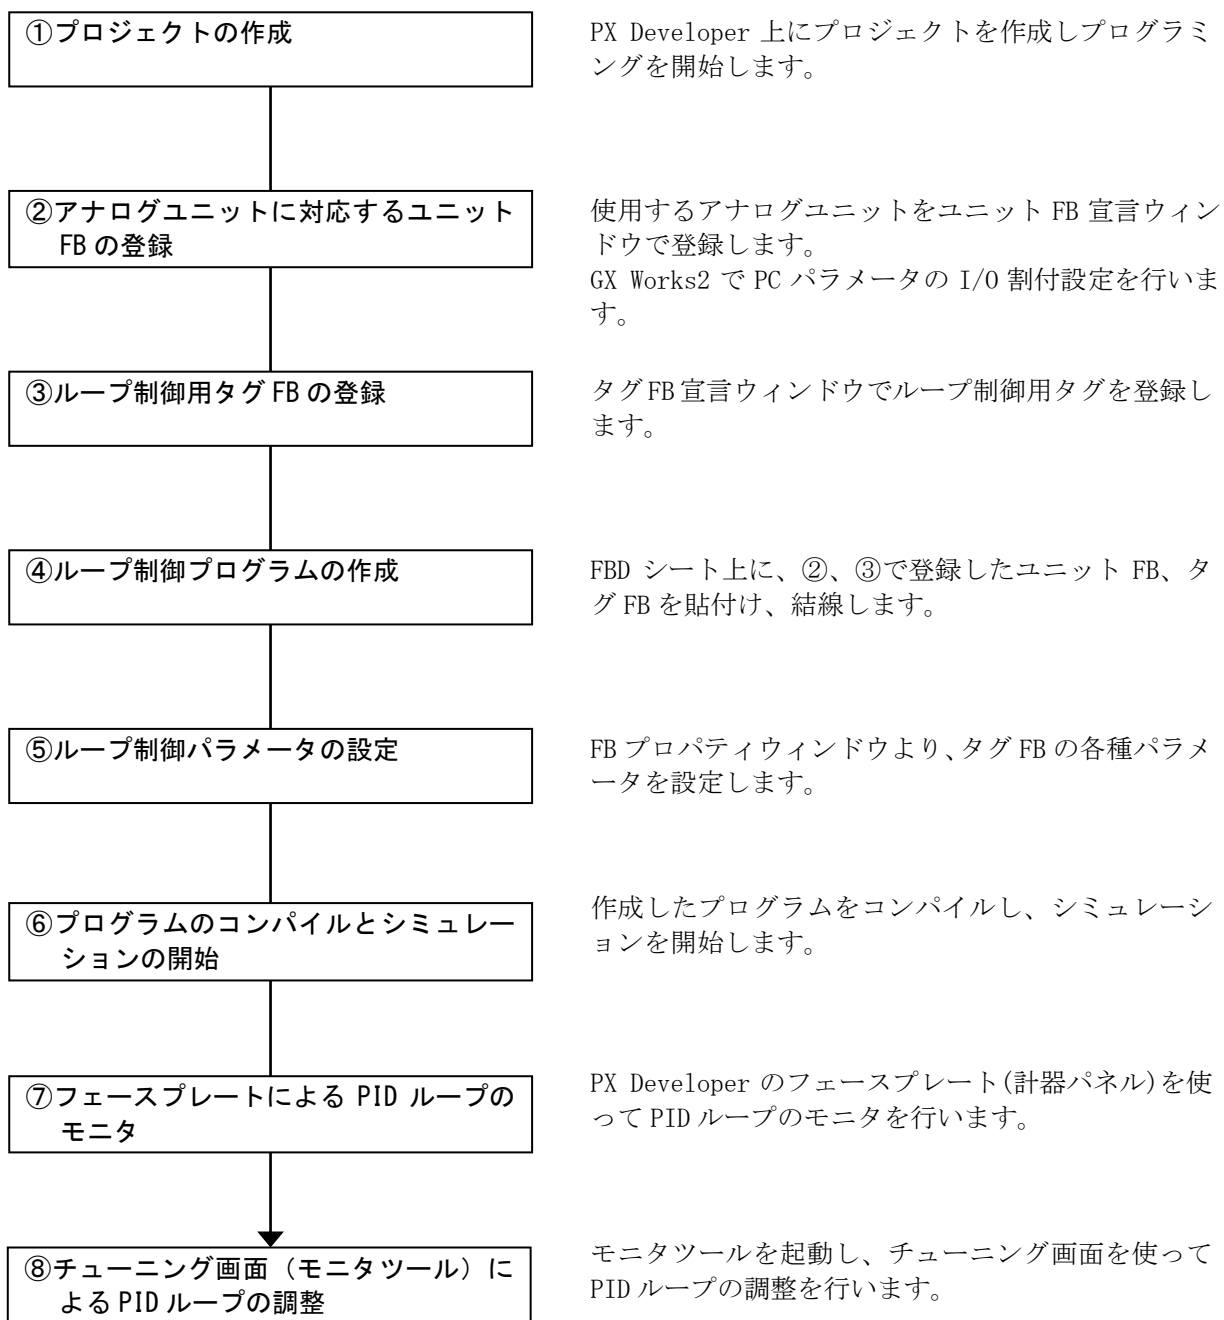 ①プロジェクトの作成
PX Developer 上にプロジェクトを作成しプログラミ
ングを開始します。
②アナログユニットに対応するユニット
FB の登録
使用するアナログユニットをユニット FB 宣言ウィン
ドウで登録します。
GX Works2 で PC パラメータの I/O 割付設定を行いま
す。
③ループ制御用タグ FB の登録
タグ FB 宣言ウィンドウでループ制御用タグを登録し
ます。
④ループ制御プログラムの作成
FBD シート上に、②、③で登録したユニット FB、タ
グ FB を貼付け、結線します。
⑤ループ制御パラメータの設定
FB プロパティウィンドウより、タグ FB の各種パラメ
ータを設定します。
⑥プログラムのコンパイルとシミュレー
ションの開始
作成したプログラムをコンパイルし、シミュレーシ
ョンを開始します。
⑦フェースプレートによる PID ループの
モニタ
PX Developer のフェースプレート(計器パネル)を使
って PID ループのモニタを行います。
⑧チューニング画面（モニタツール）に
よる PID ループの調整
モニタツールを起動し、チューニング画面を使って
PID ループの調整を行います。